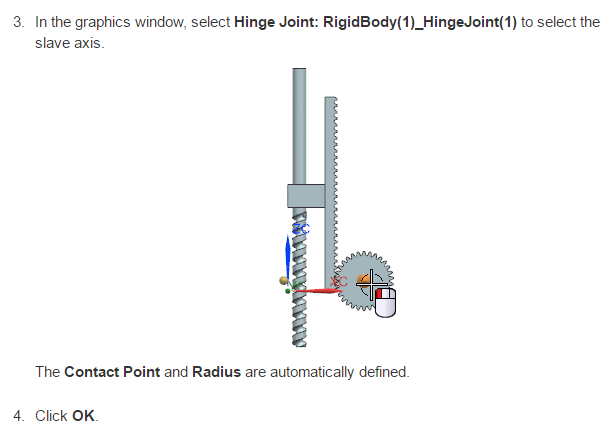 3. In the graphics window, select Hinge Joint: RigidBody(1)_HingeJoint(1) to select the
slave axis.
ZC
XC
The Contact Point and Radius are automatically defined.
4. Click OK.